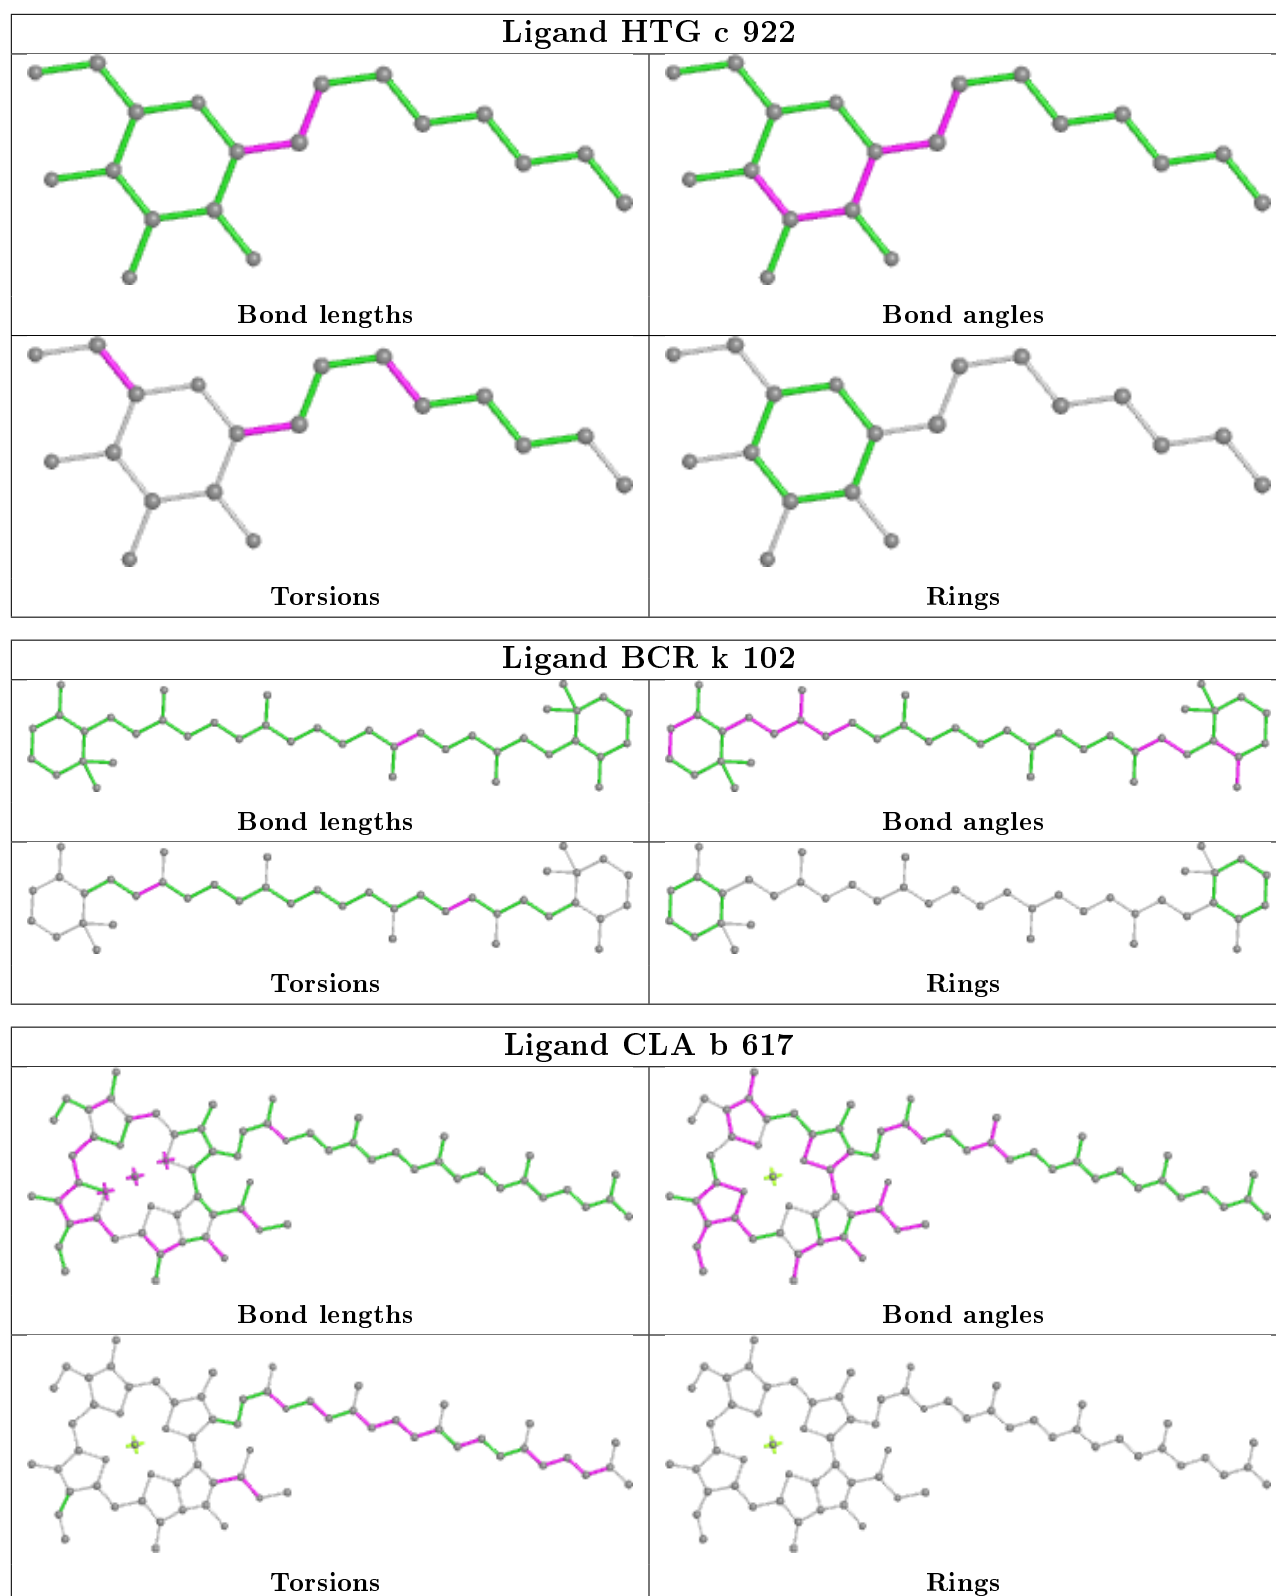 Ligand HTG c 922
Bond lengths
Bond angles
Torsions
Rings
Ligand BCR k 102
Bond lengths
Bond angles
Torsions
Rings
Ligand CLA b 617
Bond lengths
Bond angles
Torsions
Rings